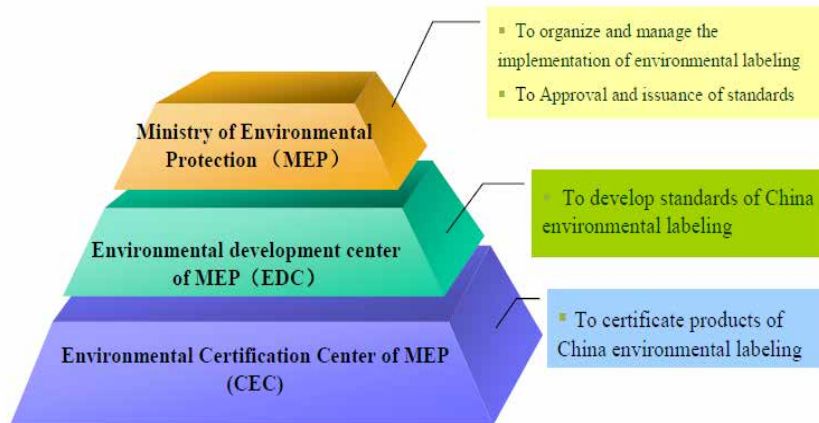 ▪ To organize and manage the
implementation of environmental labeling
▪ To Approval and issuance of standards
Ministry of Environmental
Protection （MEP）
▪ To develop standards of China
environmental labeling
Environmental development center
of MEP（EDC）
▪ To certificate products of
China environmental labeling
Environmental Certification Center of MEP
(CEC)